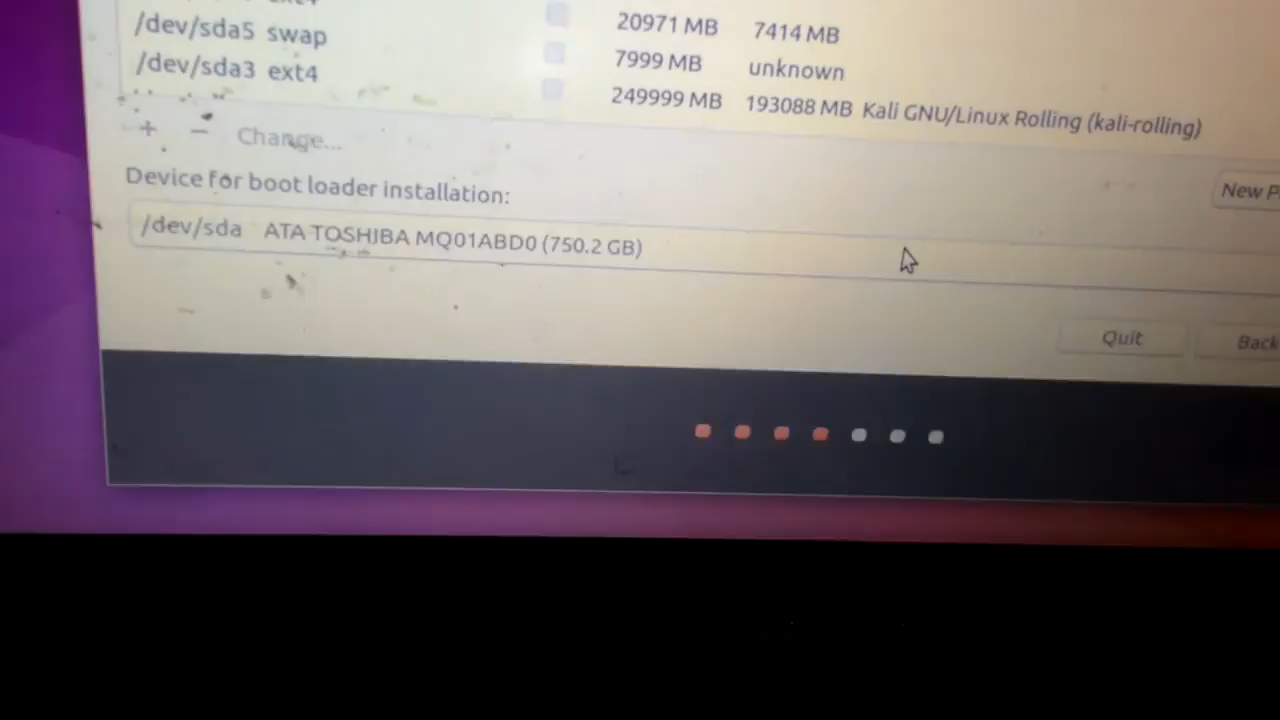 20971 MB 7414 MB
/dev/sda5 swap 7999 MB unknown
/dev/sda3 ext4 249999 MB 193088 MB Kali GNU/Linux Rolling (kali-rolling)
+ − Change...
New P
Device for boot loader installation:
/dev/sda ATA TOSHIBA MQ01ABD0 (750.2 GB)
Quit Back